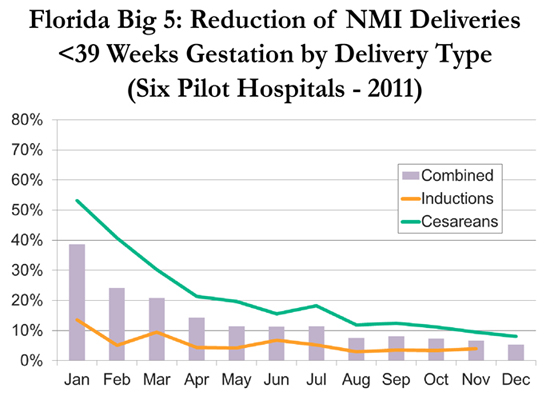 Florida Big 5: Reduction of NMI Deliveries
<39 Weeks Gestation by Delivery Type
(Six Pilot Hospitals - 2011)
80%
70%
60%
50%
40%
30%
20%
10%
0%
Combined
Inductions
Cesareans
Jan Feb Mar Apr May Jun Jul Aug Sep Oct Nov Dec